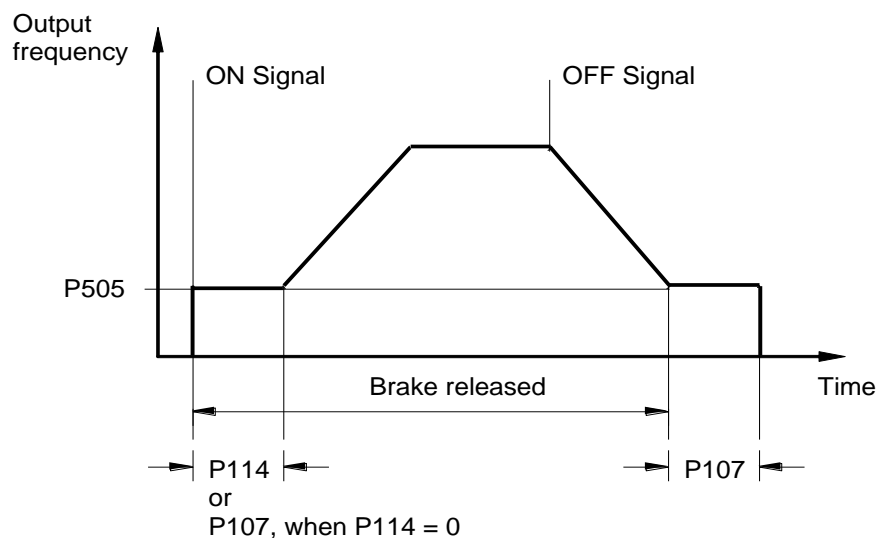 Output
frequency
ON Signal
OFF Signal
P505
Brake released
Time
P114
or
P107, when P114 = 0
P107